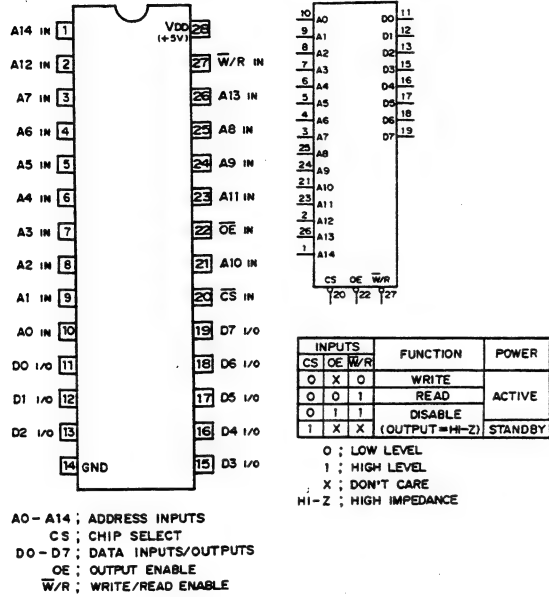 A14 IN 1
A12 IN 2
A7 IN 3
A6 IN 4
A5 IN 5
A4 IN 6
A3 IN 7
A2 IN 8
A1 IN 9
A0 IN 10
D0 I/O 11
D1 I/O 12
D2 I/O 13
14 GND
VDD 28
(+5V)
27 W̅/R IN
26 A13 IN
25 A8 IN
24 A9 IN
23 A11 IN
22 O̅E̅ IN
21 A10 IN
20 C̅S̅ IN
19 D7 I/O
18 D6 I/O
17 D5 I/O
16 D4 I/O
15 D3 I/O
A0-A14 ; ADDRESS INPUTS
CS ; CHIP SELECT
D0-D7 ; DATA INPUTS/OUTPUTS
OE ; OUTPUT ENABLE
W̅/R ; WRITE/READ ENABLE
10 A0 D0 11
9 A1 D1 12
8 A2 D2 13
7 A3 D3 15
6 A4 D4 16
5 A5 D5 17
4 A6 D6 18
3 A7 D7 19
25 A8
24 A9
21 A10
23 A11
2 A12
26 A13
1 A14
CS OE W̅/R
20 22 27
INPUTS FUNCTION POWER
CS OE W̅/R
0 X 0 WRITE ACTIVE
0 0 1 READ
0 1 1 DISABLE
1 X X (OUTPUT=HI-Z) STANDBY
0 ; LOW LEVEL
1 ; HIGH LEVEL
X ; DON'T CARE
HI-Z ; HIGH IMPEDANCE